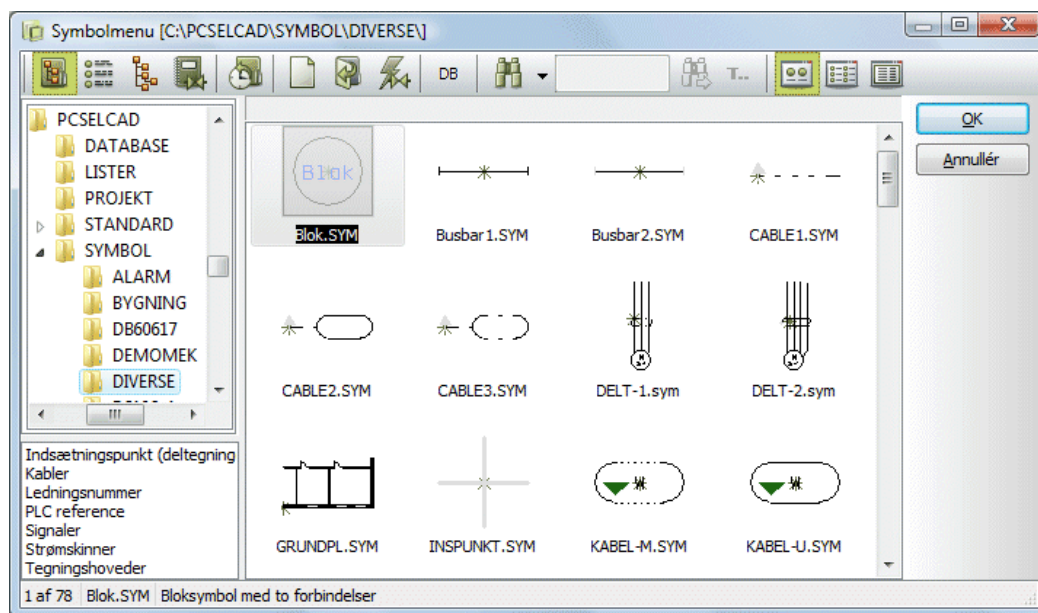 Symbolmenu [C:\PCSELCAD\SYMBOL\DIVERSE\]
DB
T..
PCSELCAD
DATABASE
LISTER
PROJEKT
STANDARD
SYMBOL
ALARM
BYGNING
DB60617
DEMOMEK
DIVERSE
Indsætningspunkt (deltegning
Kabler
Ledningsnummer
PLC reference
Signaler
Strømskinner
Tegningshoveder
Blok
Blok.SYM
Busbar1.SYM
Busbar2.SYM
CABLE1.SYM
CABLE2.SYM
CABLE3.SYM
DELT-1.sym
DELT-2.sym
GRUNDPL.SYM
INSPUNKT.SYM
KABEL-M.SYM
KABEL-U.SYM
OK
Annullér
1 af 78 Blok.SYM Bloksymbol med to forbindelser